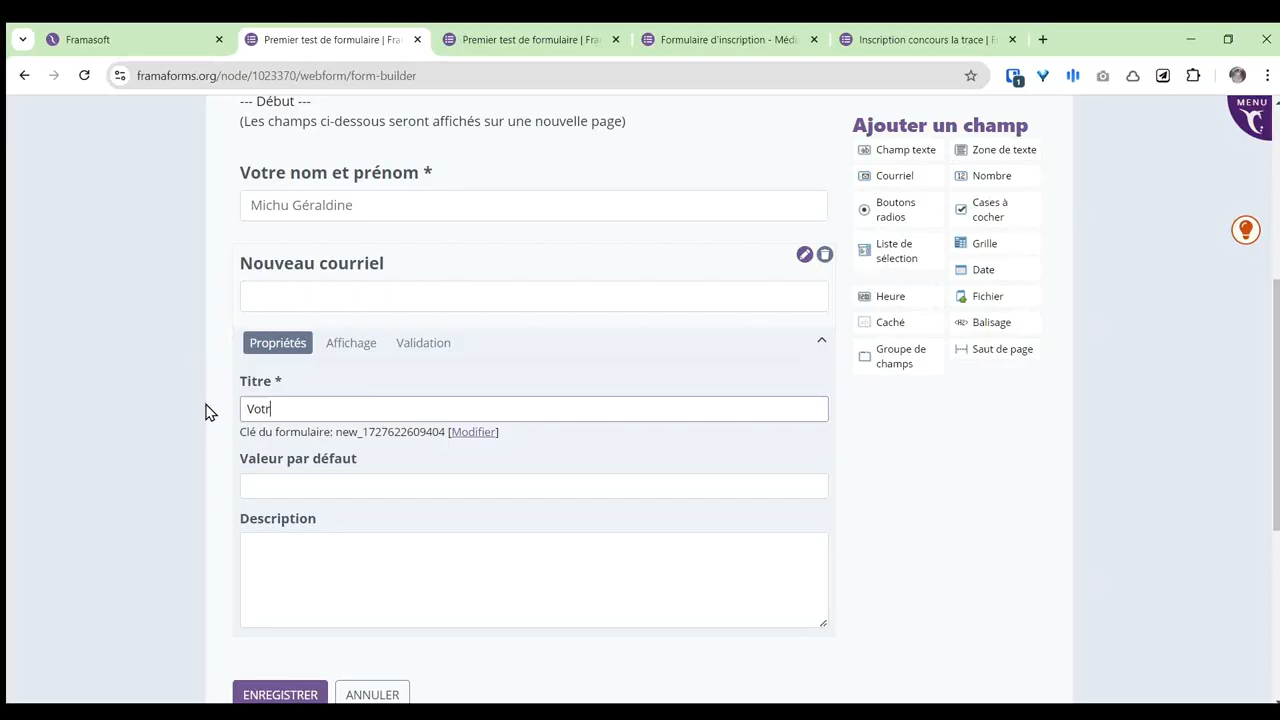 Framasoft
Premier test de formulaire | Fra
Premier test de formulaire | Fra
Formulaire d'inscription - Médi
Inscription concours la trace | F
framaforms.org/node/1023370/webform/form-builder
1
MENU
--- Début ---
(Les champs ci-dessous seront affichés sur une nouvelle page)
Votre nom et prénom *
Michu Géraldine
Nouveau courriel
Propriétés Affichage Validation
Titre *
Votr
Clé du formulaire: new_1727622609404 [Modifier]
Valeur par défaut
Description
ENREGISTRER ANNULER
Ajouter un champ
Champ texte Zone de texte
Courriel Nombre
Boutons radios
Cases à cocher
Liste de sélection
Grille
Date
Heure Fichier
Caché Balisage
Groupe de champs
Saut de page